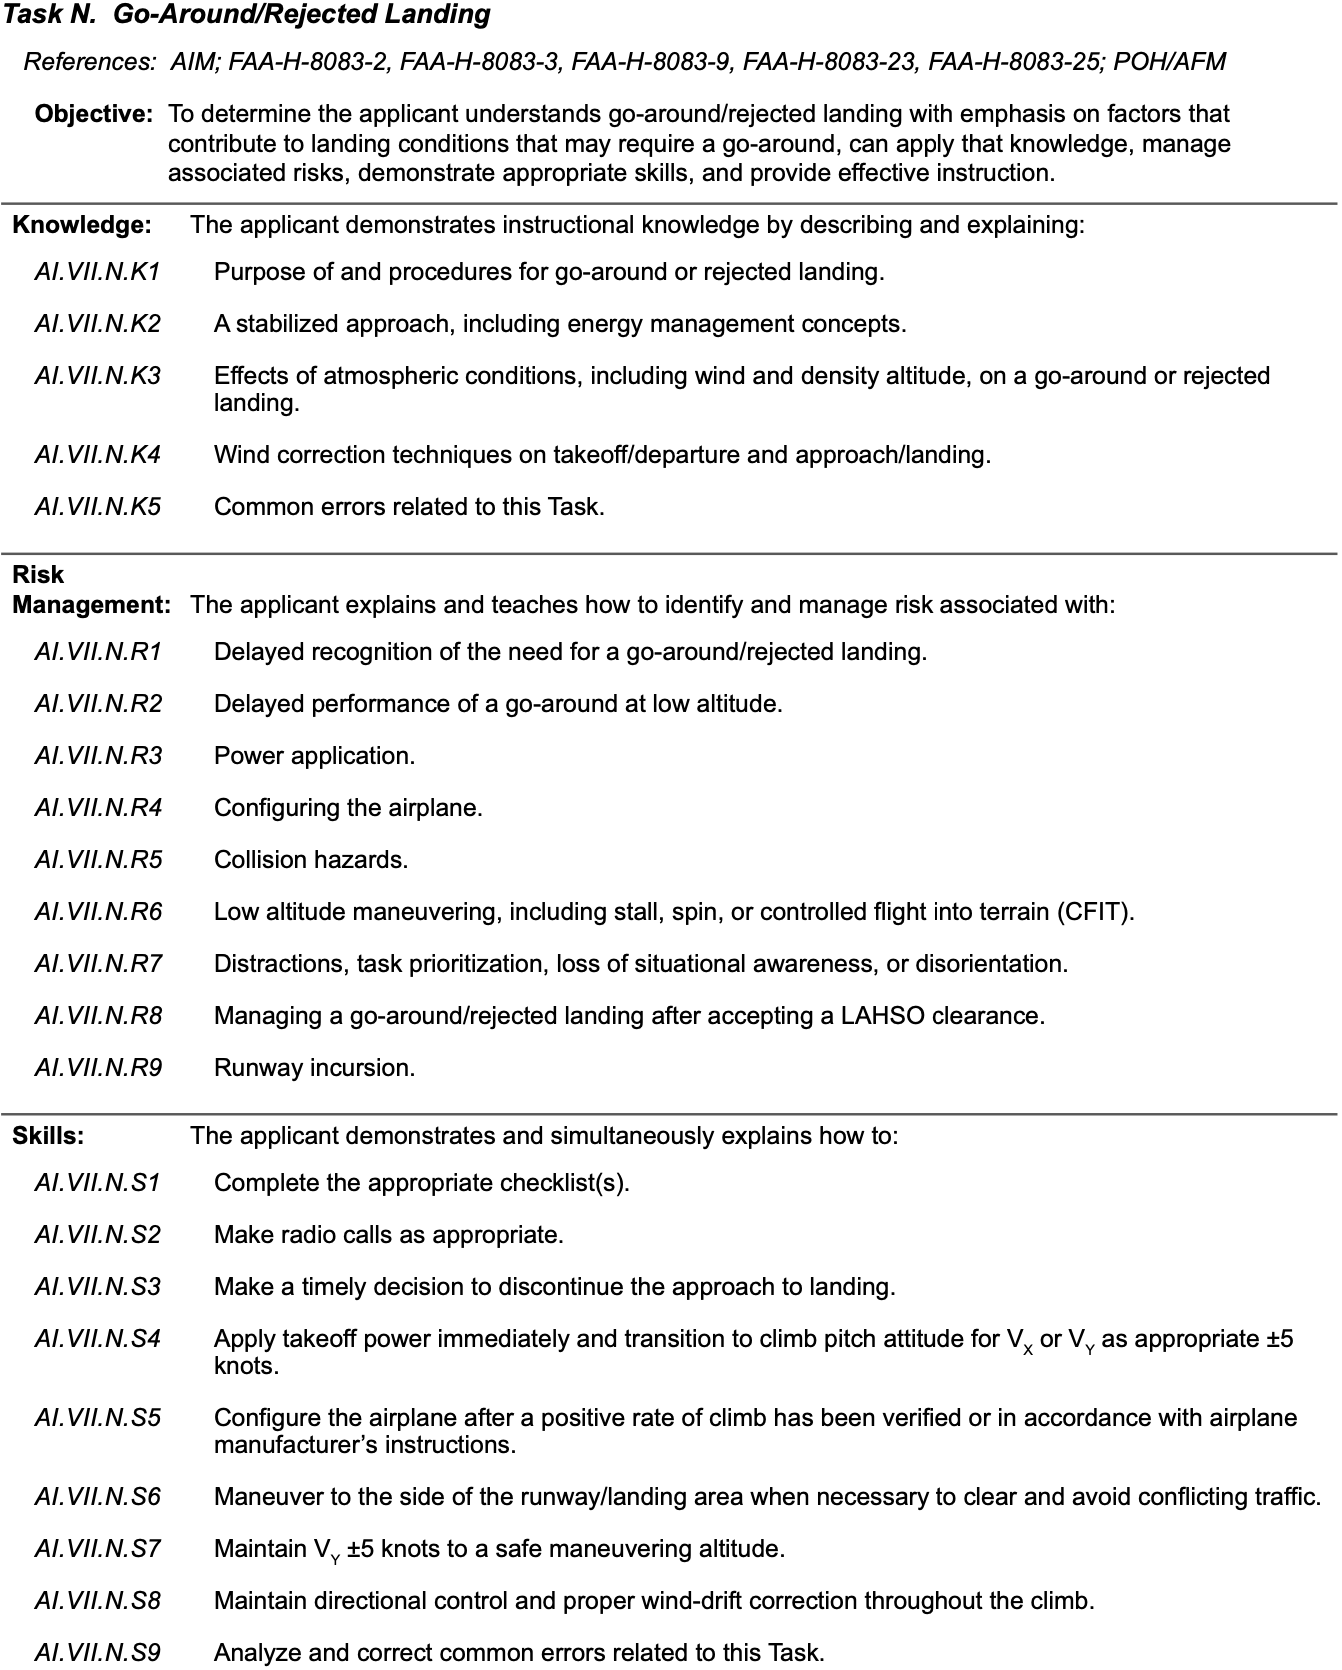 Task N. Go-Around/Rejected Landing
References: AIM; FAA-H-8083-2, FAA-H-8083-3, FAA-H-8083-9, FAA-H-8083-23, FAA-H-8083-25; POH/AFM
Objective: To determine the applicant understands go-around/rejected landing with emphasis on factors that
contribute to landing conditions that may require a go-around, can apply that knowledge, manage
associated risks, demonstrate appropriate skills, and provide effective instruction.
Knowledge: The applicant demonstrates instructional knowledge by describing and explaining:
AI.VII.N.K1 Purpose of and procedures for go-around or rejected landing.
AI.VII.N.K2 A stabilized approach, including energy management concepts.
AI.VII.N.K3 Effects of atmospheric conditions, including wind and density altitude, on a go-around or rejected
landing.
AI.VII.N.K4 Wind correction techniques on takeoff/departure and approach/landing.
AI.VII.N.K5 Common errors related to this Task.
Risk
Management: The applicant explains and teaches how to identify and manage risk associated with:
AI.VII.N.R1 Delayed recognition of the need for a go-around/rejected landing.
AI.VII.N.R2 Delayed performance of a go-around at low altitude.
AI.VII.N.R3 Power application.
AI.VII.N.R4 Configuring the airplane.
AI.VII.N.R5 Collision hazards.
AI.VII.N.R6 Low altitude maneuvering, including stall, spin, or controlled flight into terrain (CFIT).
AI.VII.N.R7 Distractions, task prioritization, loss of situational awareness, or disorientation.
AI.VII.N.R8 Managing a go-around/rejected landing after accepting a LAHSO clearance.
AI.VII.N.R9 Runway incursion.
Skills: The applicant demonstrates and simultaneously explains how to:
AI.VII.N.S1 Complete the appropriate checklist(s).
AI.VII.N.S2 Make radio calls as appropriate.
AI.VII.N.S3 Make a timely decision to discontinue the approach to landing.
AI.VII.N.S4 Apply takeoff power immediately and transition to climb pitch attitude for VX or VY as appropriate ±5
knots.
AI.VII.N.S5 Configure the airplane after a positive rate of climb has been verified or in accordance with airplane
manufacturer’s instructions.
AI.VII.N.S6 Maneuver to the side of the runway/landing area when necessary to clear and avoid conflicting traffic.
AI.VII.N.S7 Maintain VY ±5 knots to a safe maneuvering altitude.
AI.VII.N.S8 Maintain directional control and proper wind-drift correction throughout the climb.
AI.VII.N.S9 Analyze and correct common errors related to this Task.